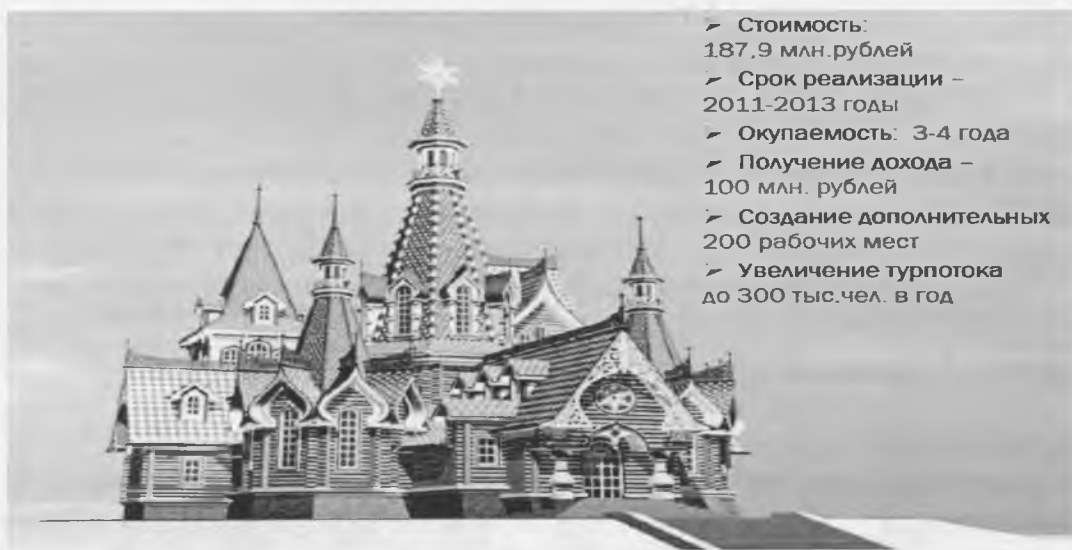 ➢ Стоимость:
187,9 млн.рублей
➢ Срок реализации –
2011-2013 годы
➢ Окупаемость: 3-4 года
➢ Получение дохода –
100 млн. рублей
➢ Создание дополнительных
200 рабочих мест
➢ Увеличение турпотока
до 300 тыс.чел. в год